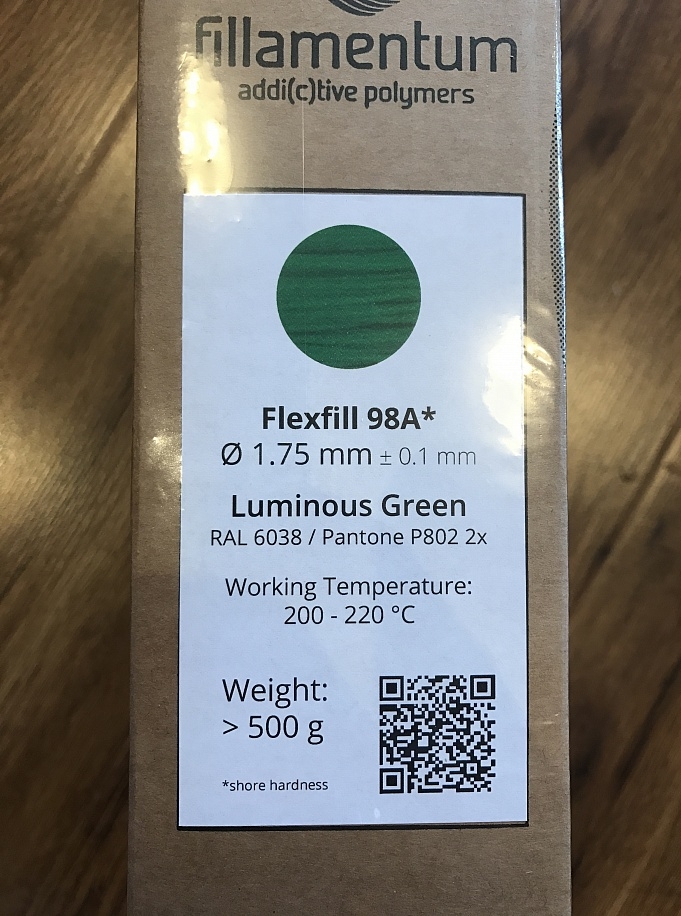 fillamentum
addi(c)tive polymers
Flexfill 98A*
Ø 1.75 mm ± 0.1 mm
Luminous Green
RAL 6038 / Pantone P802 2x
Working Temperature:
200 - 220 °C
Weight:
> 500 g
*shore hardness